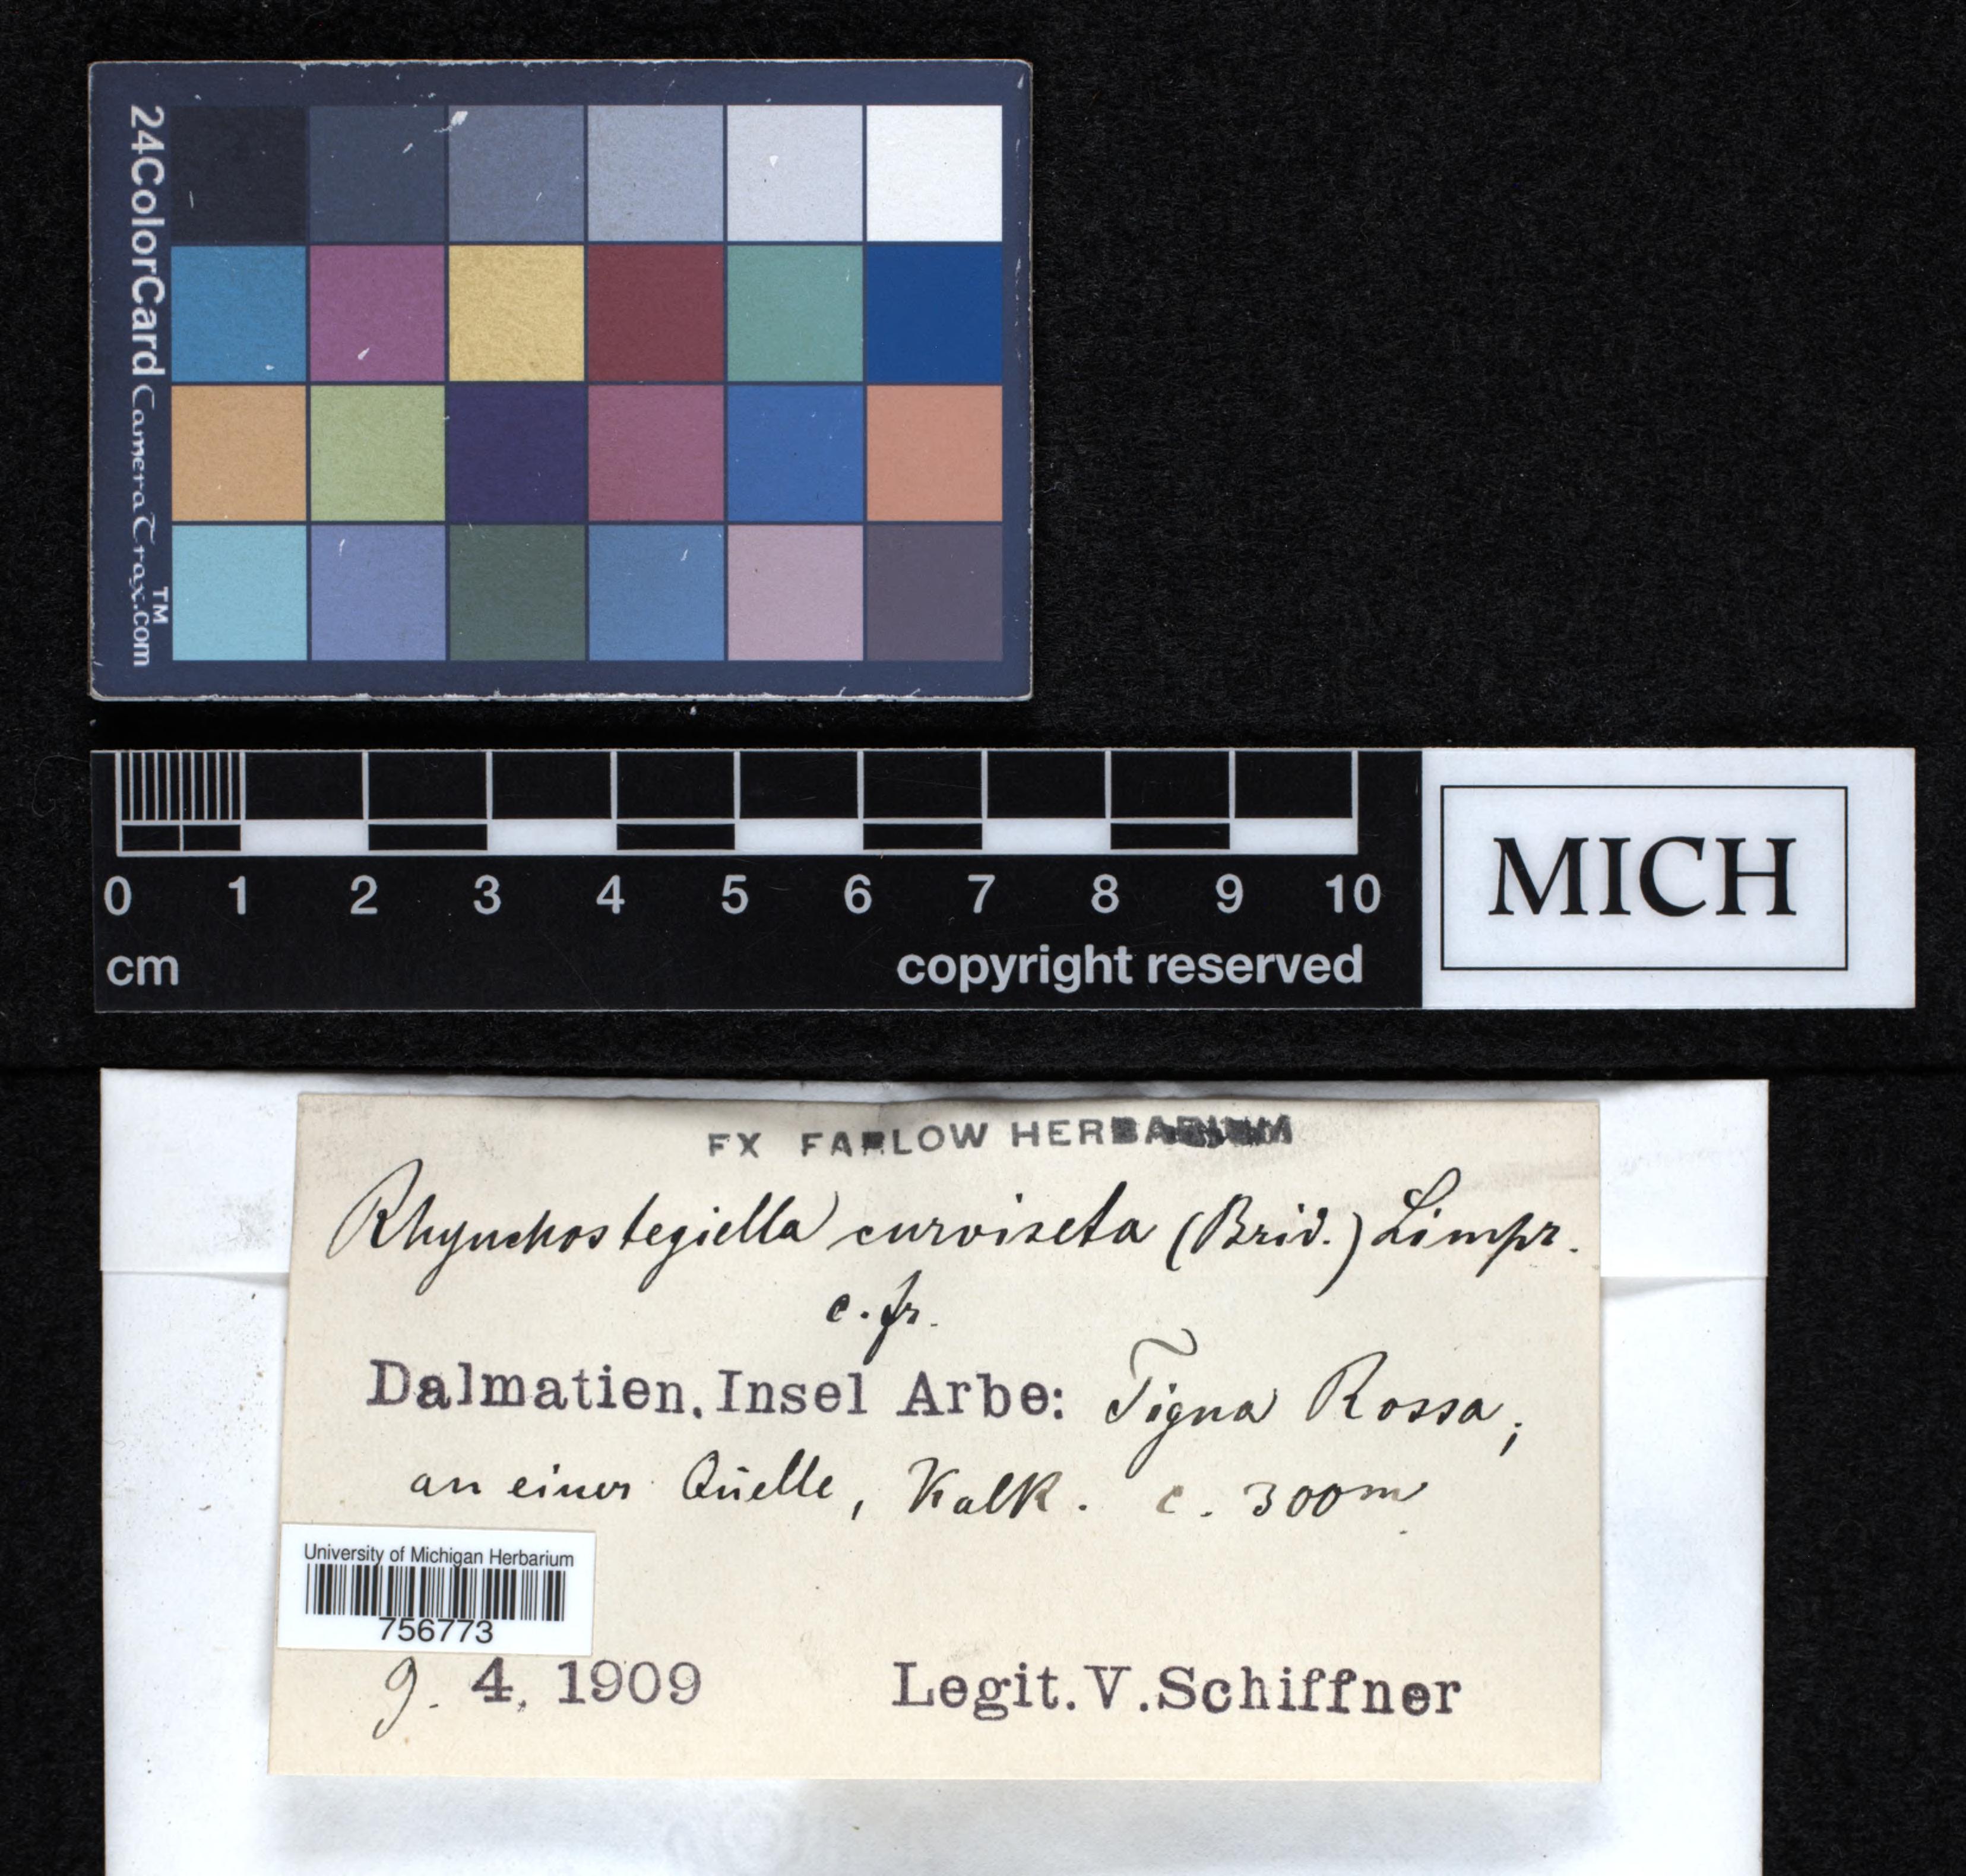 24ColorCard CameraTrax.com
TM
0 1 2 3 4 5 6 7 8 9 10
cm
copyright reserved
MICH
FX FARLOW HERBARIUM
Rhynchostegiella curviseta (Brid.) Limpr.
c. fr.
Dalmatien. Insel Arbe: Tigna Rossa;
an einer Quelle, Kalk. c. 300 m
University of Michigan Herbarium
756773
9. 4. 1909
Legit. V. Schiffner